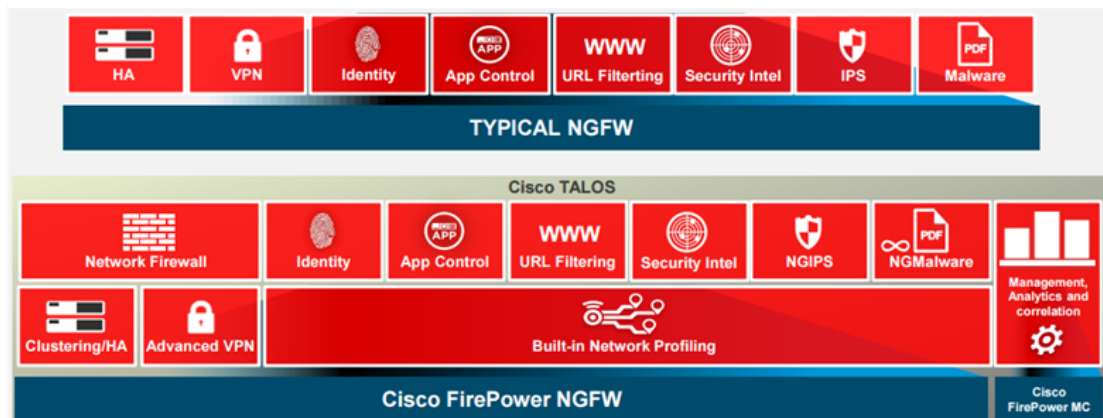 HA
VPN
Identity
APP
App Control
WWW
URL Filterting
Security Intel
IPS
PDF
Malware
TYPICAL NGFW
Cisco TALOS
Network Firewall
Identity
APP
App Control
WWW
URL Filtering
Security Intel
NGIPS
PDF
NGMalware
Management,
Analytics and
correlation
Clustering/HA
Advanced VPN
Built-in Network Profiling
Cisco FirePower NGFW
Cisco
FirePower MC